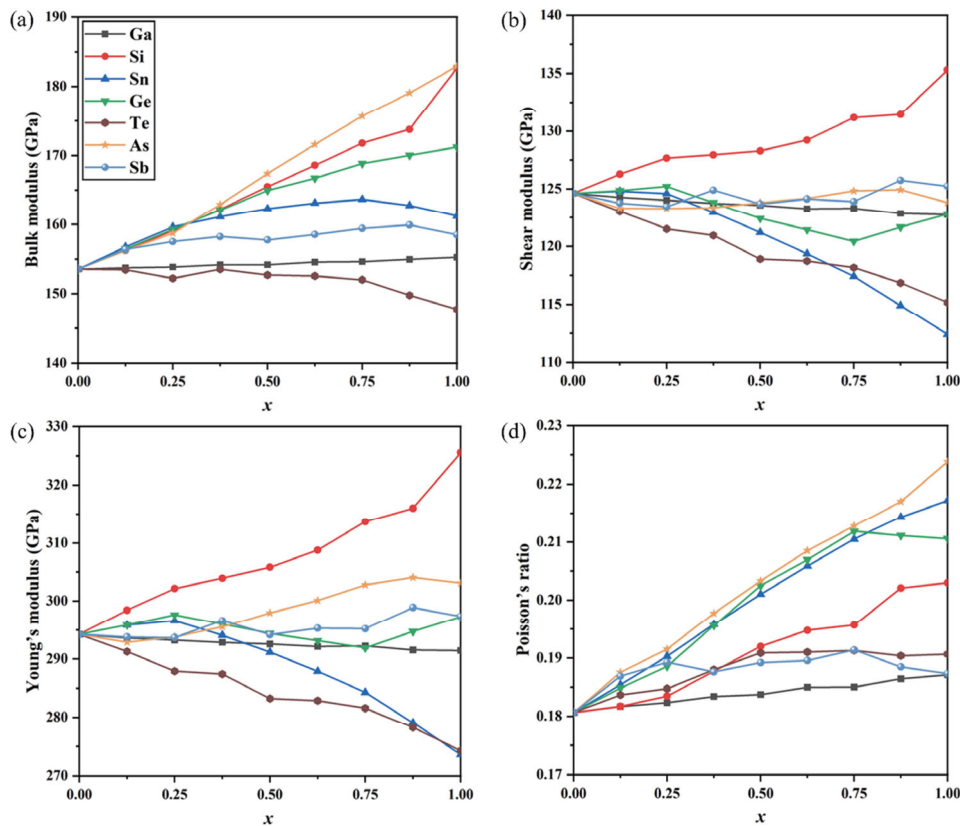 (a)
190
180
170
160
150
140
Bulk modulus (GPa)
Ga
Si
Sn
Ge
Te
As
Sb
0.00 0.25 0.50 0.75 1.00
x
(b)
140
135
130
125
120
115
110
Shear modulus (GPa)
0.00 0.25 0.50 0.75 1.00
x
(c)
330
320
310
300
290
280
270
Young's modulus (GPa)
0.00 0.25 0.50 0.75 1.00
x
(d)
0.23
0.22
0.21
0.20
0.19
0.18
0.17
Poisson's ratio
0.00 0.25 0.50 0.75 1.00
x